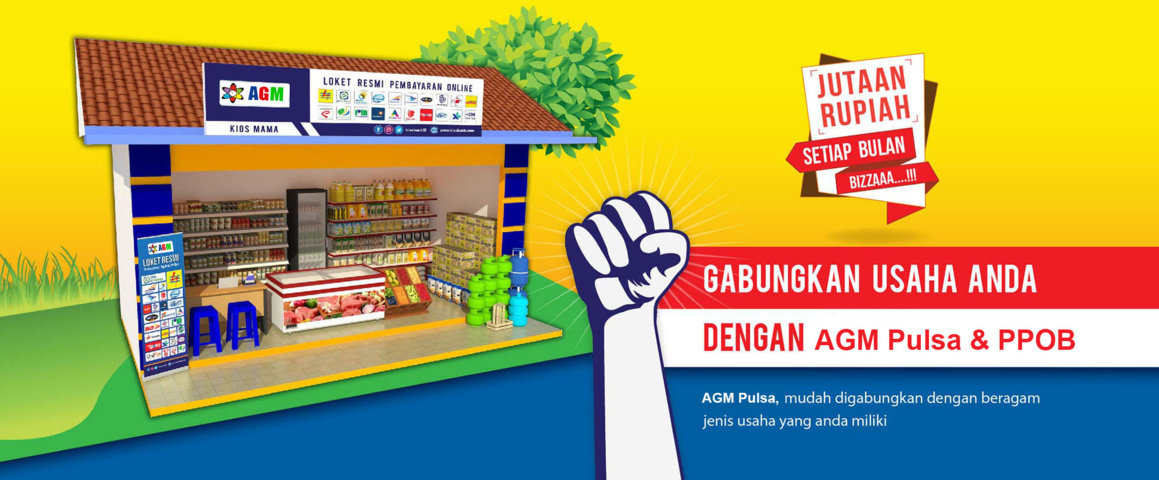 AGM
LOKET RESMI PEMBAYARAN ONLINE
KIOS MAMA
AGM
LOKET RESMI
JUTAAN
RUPIAH
SETIAP BULAN
BIZZAAA....!!!
GABUNGKAN USAHA ANDA
DENGAN AGM Pulsa & PPOB
AGM Pulsa, mudah digabungkan dengan beragam
jenis usaha yang anda miliki